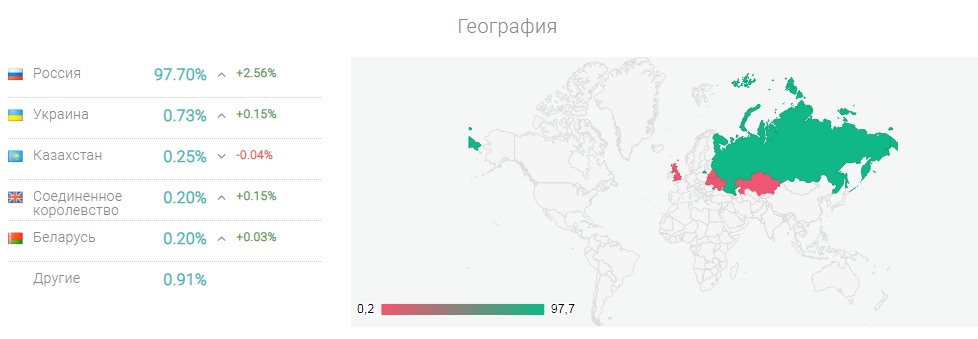 География
Россия 97.70% +2.56%
Украина 0.73% +0.15%
Казахстан 0.25% -0.04%
Соединенное
королевство 0.20% +0.15%
Беларусь 0.20% +0.03%
Другие 0.91%
0,2 97,7